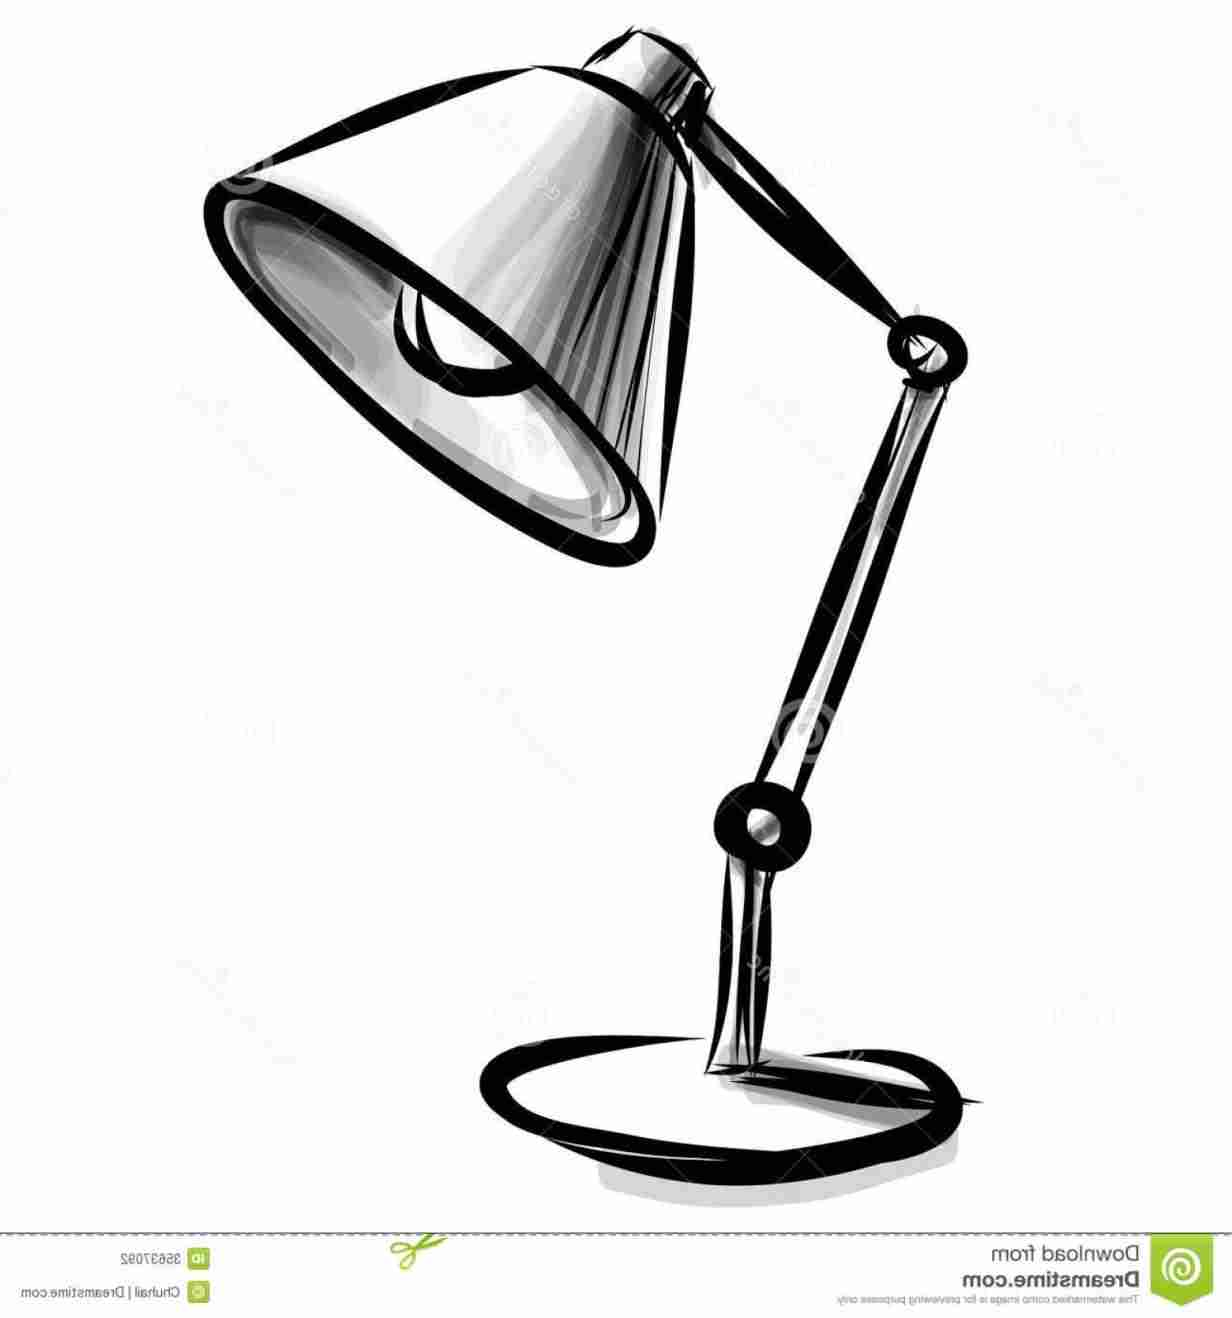 Download from
Dreamstime.com
This watermarked comp image is for previewing purposes only.
ID 35637092
© Chuhail | Dreamstime.com